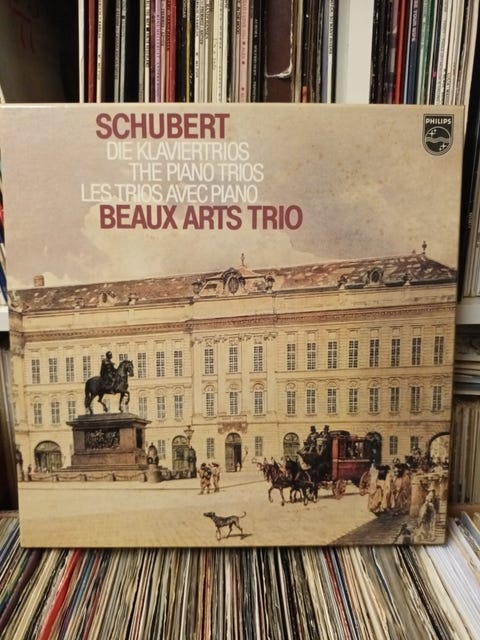 SCHUBERT
DIE KLAVIERTRIOS
THE PIANO TRIOS
LES TRIOS AVEC PIANO
BEAUX ARTS TRIO
PHILIPS